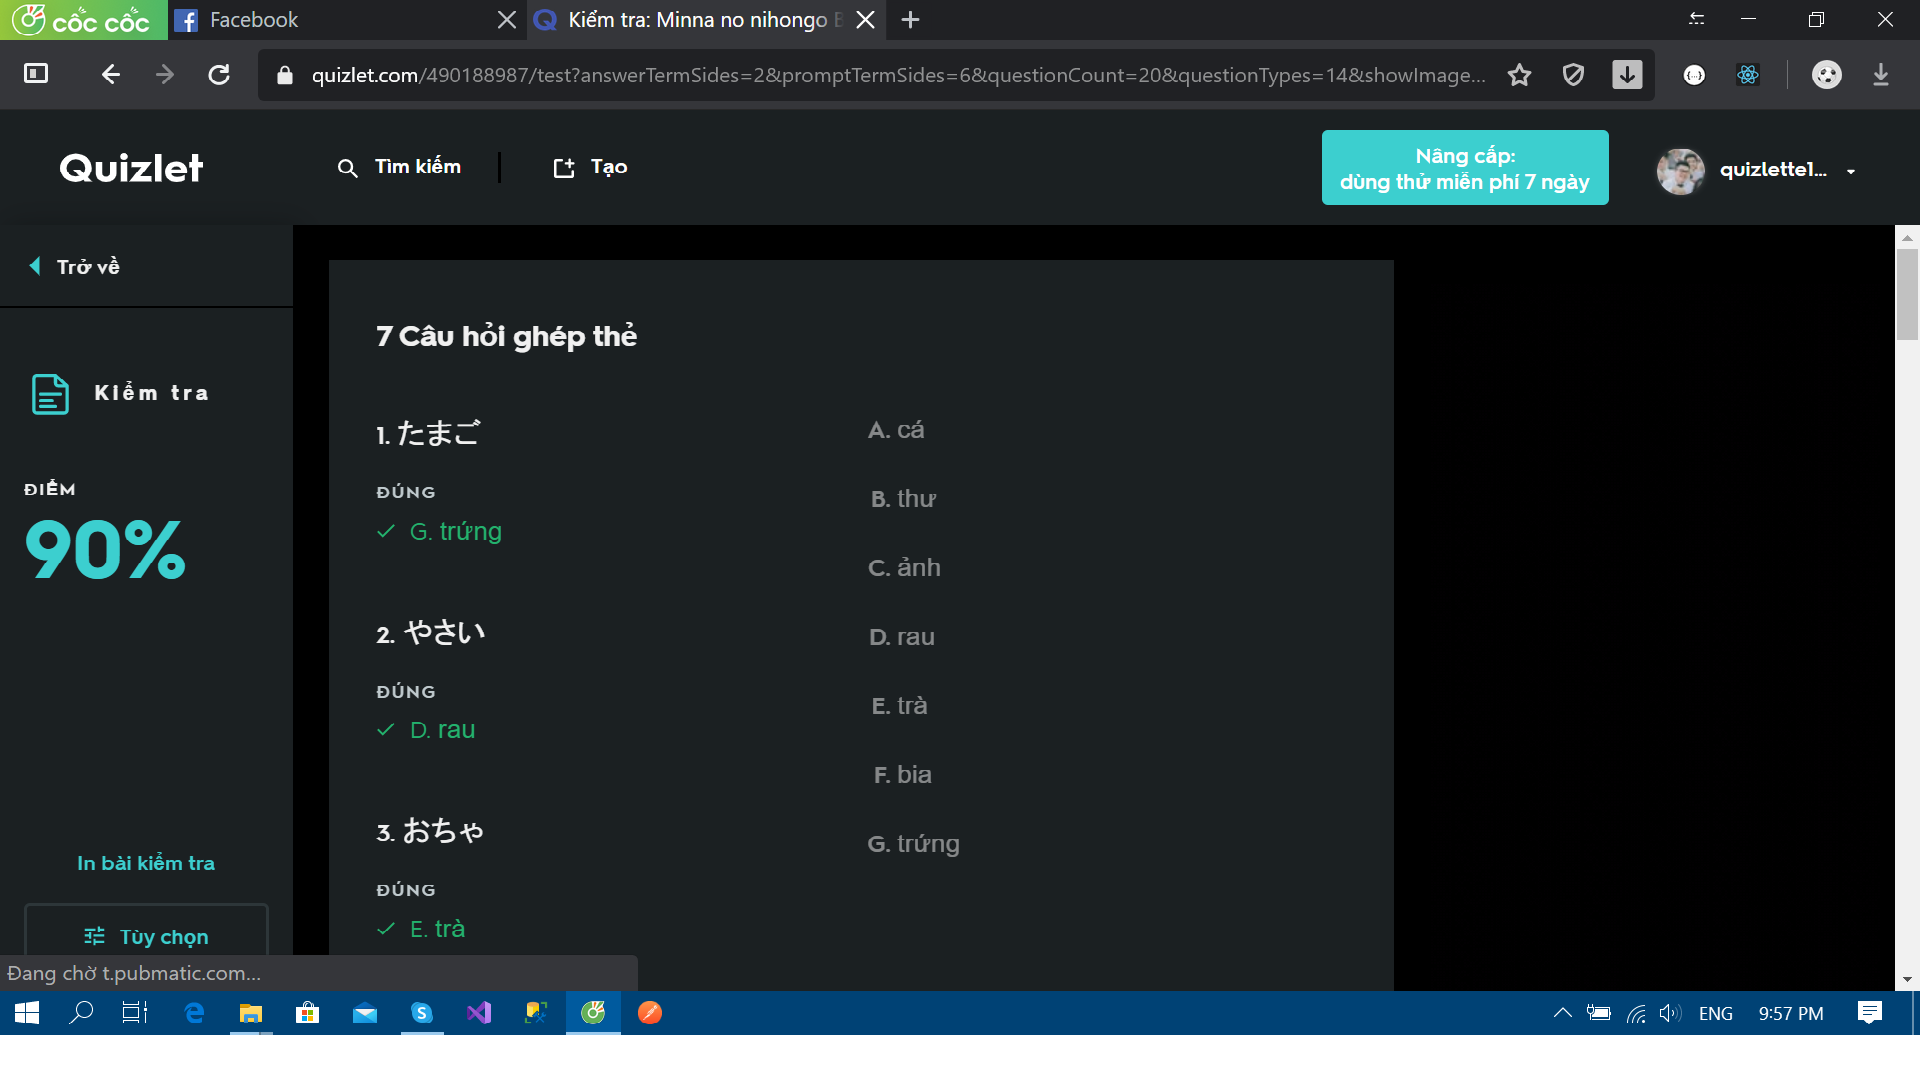 cốc cốc
Facebook
Kiểm tra: Minna no nihongo B
quizlet.com/490188987/test?answerTermSides=2&promptTermSides=6&questionCount=20&questionTypes=14&showImage...
Quizlet
Tìm kiếm
Tạo
Nâng cấp:
dùng thử miễn phí 7 ngày
quizlette1...
Trở về
Kiểm tra
ĐIỂM
90%
In bài kiểm tra
Tùy chọn
7 Câu hỏi ghép thẻ
1. たまご
ĐÚNG
G. trứng
2. やさい
ĐÚNG
D. rau
3. おちゃ
ĐÚNG
E. trà
A. cá
B. thư
C. ảnh
D. rau
E. trà
F. bia
G. trứng
Đang chờ t.pubmatic.com...
ENG
9:57 PM